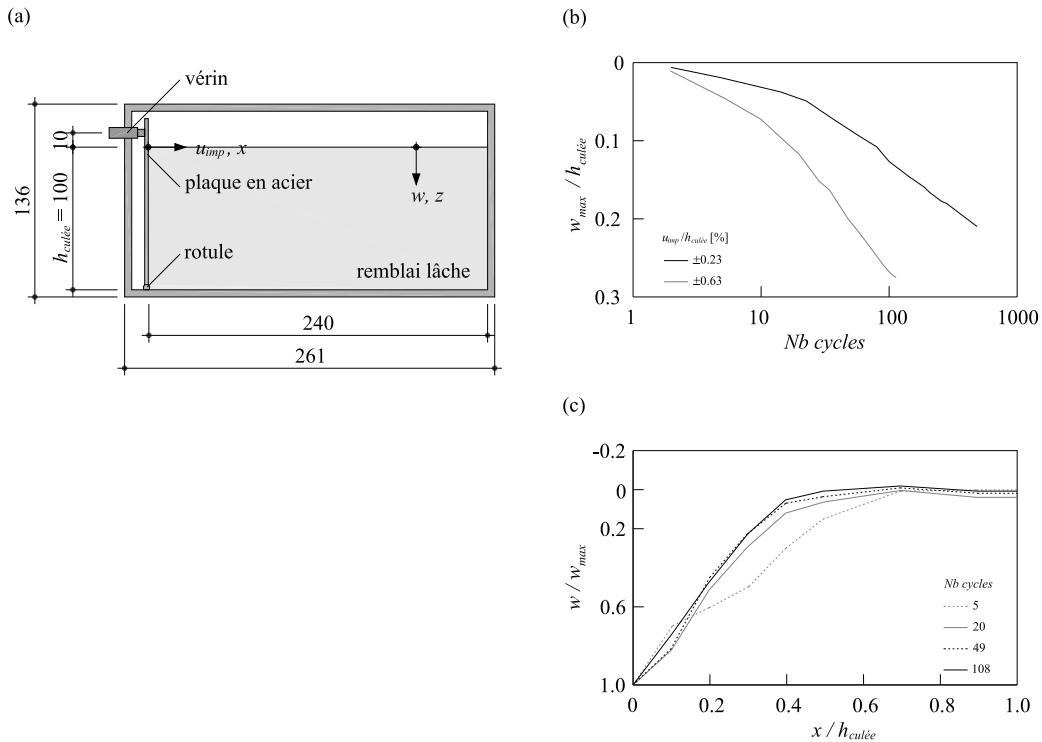 (a)
vérin
u_imp, x
plaque en acier
w, z
rotule
remblai lâche
10
h_culée = 100
136
240
261
(b)
0
0.1
0.2
0.3
w_max / h_culée
u_imp/h_culée [%]
±0.23
±0.63
1
10
100
1000
Nb cycles
(c)
-0.2
0
0.2
0.6
1.0
w / w_max
Nb cycles
5
20
49
108
0
0.2
0.4
0.6
0.8
1.0
x / h_culée